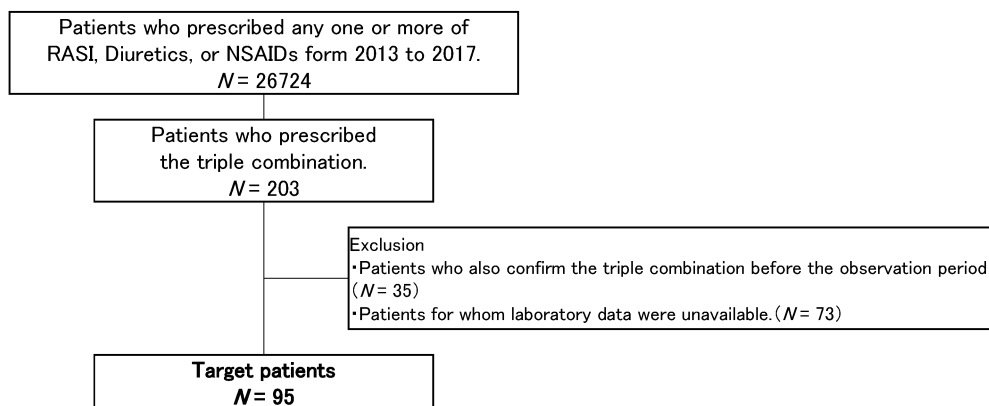 Patients who prescribed any one or more of
RASI, Diuretics, or NSAIDs form 2013 to 2017.
N = 26724
Patients who prescribed
the triple combination.
N = 203
Exclusion
・Patients who also confirm the triple combination before the observation period
(N = 35)
・Patients for whom laboratory data were unavailable.(N = 73)
Target patients
N = 95